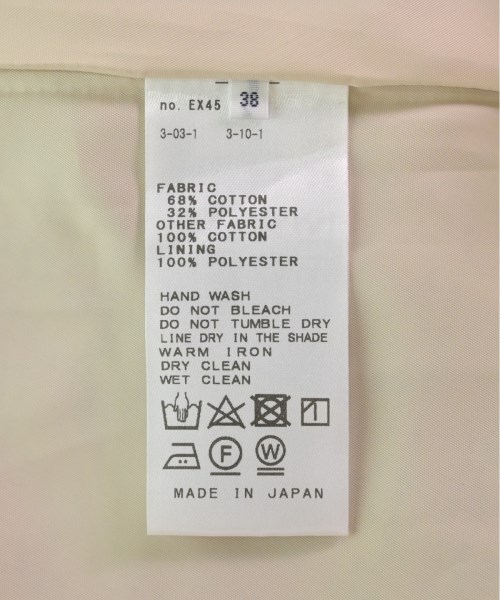 38
no. EX45
3-03-1 3-10-1
FABRIC
68% COTTON
32% POLYESTER
OTHER FABRIC
100% COTTON
LINING
100% POLYESTER
HAND WASH
DO NOT BLEACH
DO NOT TUMBLE DRY
LINE DRY IN THE SHADE
WARM IRON
DRY CLEAN
WET CLEAN
F W
MADE IN JAPAN